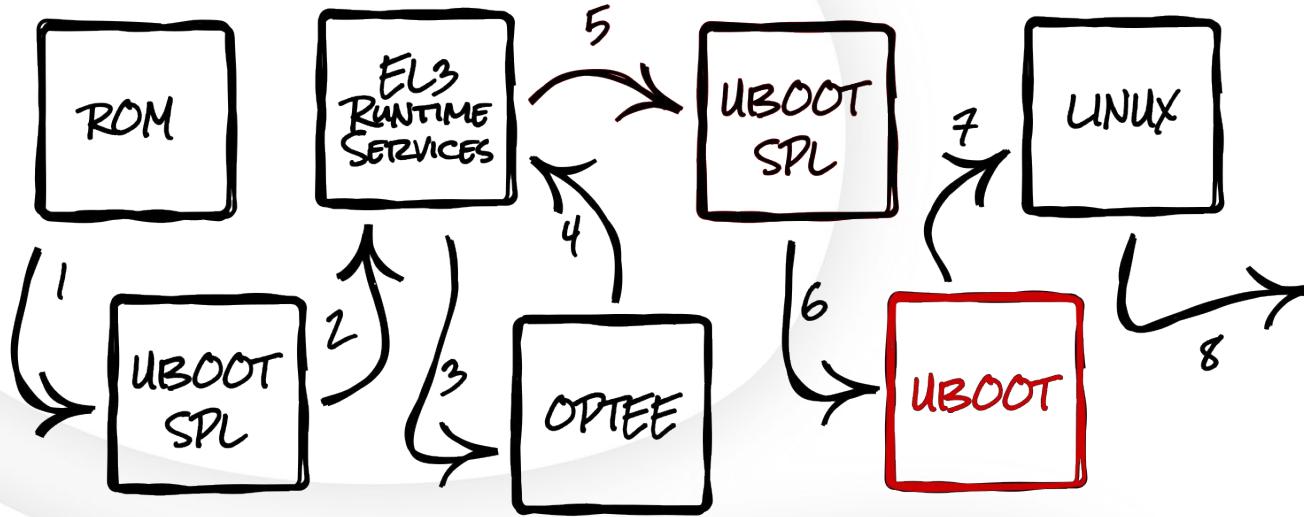 ROM
1
UBOOT
SPL
2
EL3
RUNTIME
SERVICES
3
OPTEE
4
5
UBOOT
SPL
6
UBOOT
7
LINUX
8